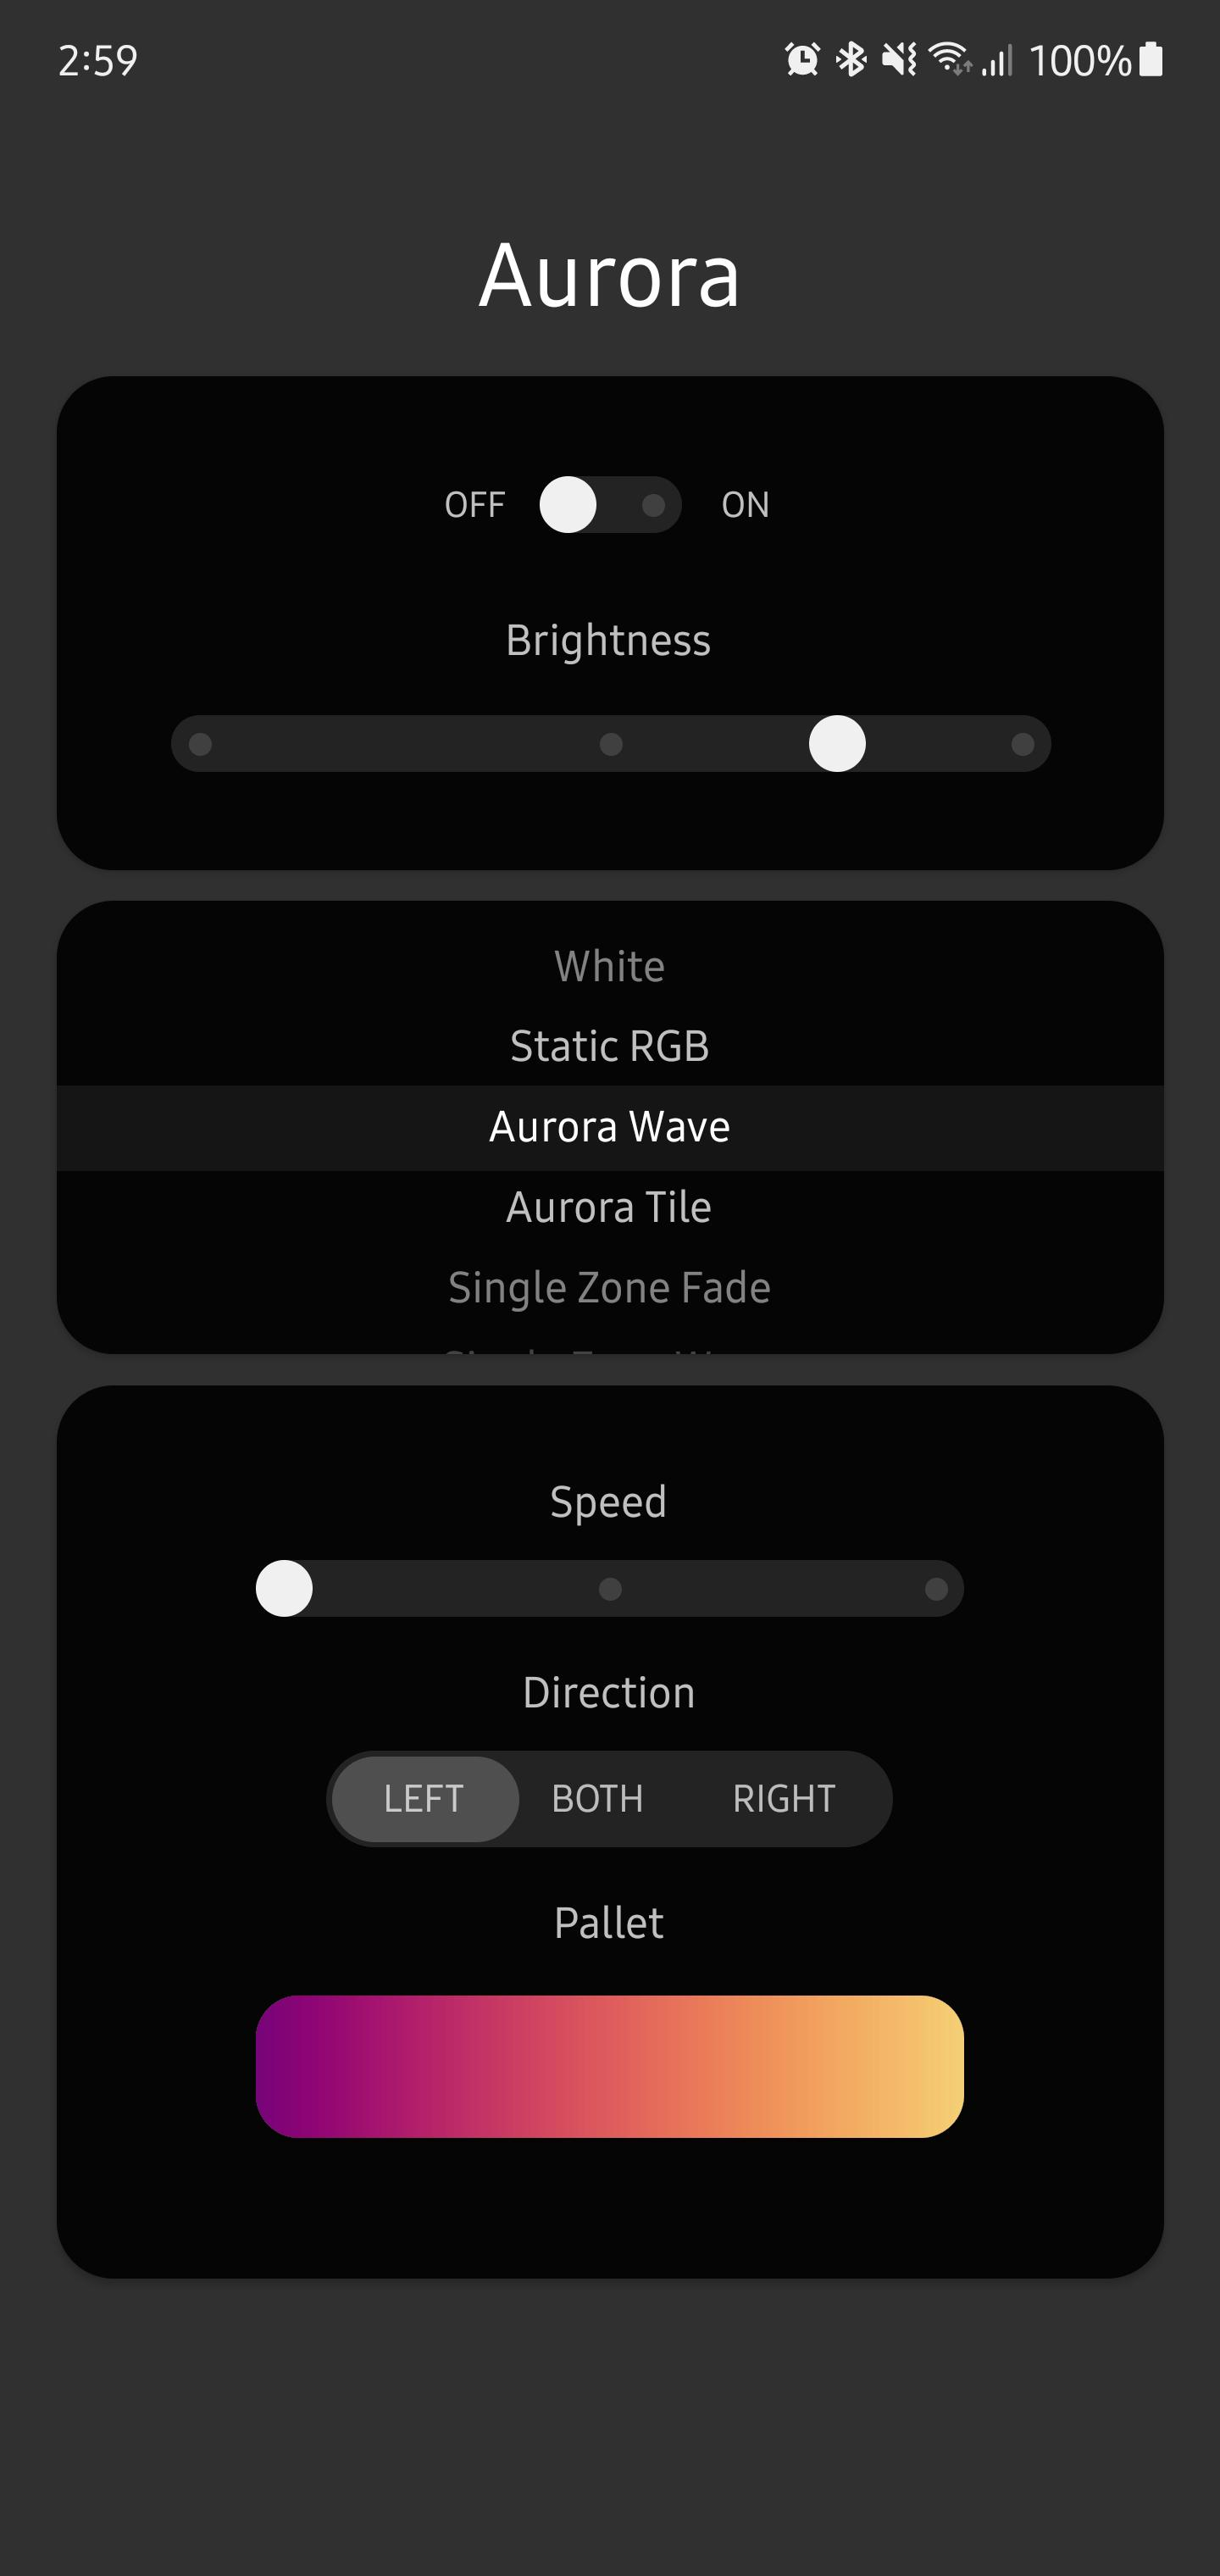 2:59 100%
Aurora
OFF ON
Brightness
White
Static RGB
Aurora Wave
Aurora Tile
Single Zone Fade
Speed
Direction
LEFT BOTH RIGHT
Pallet